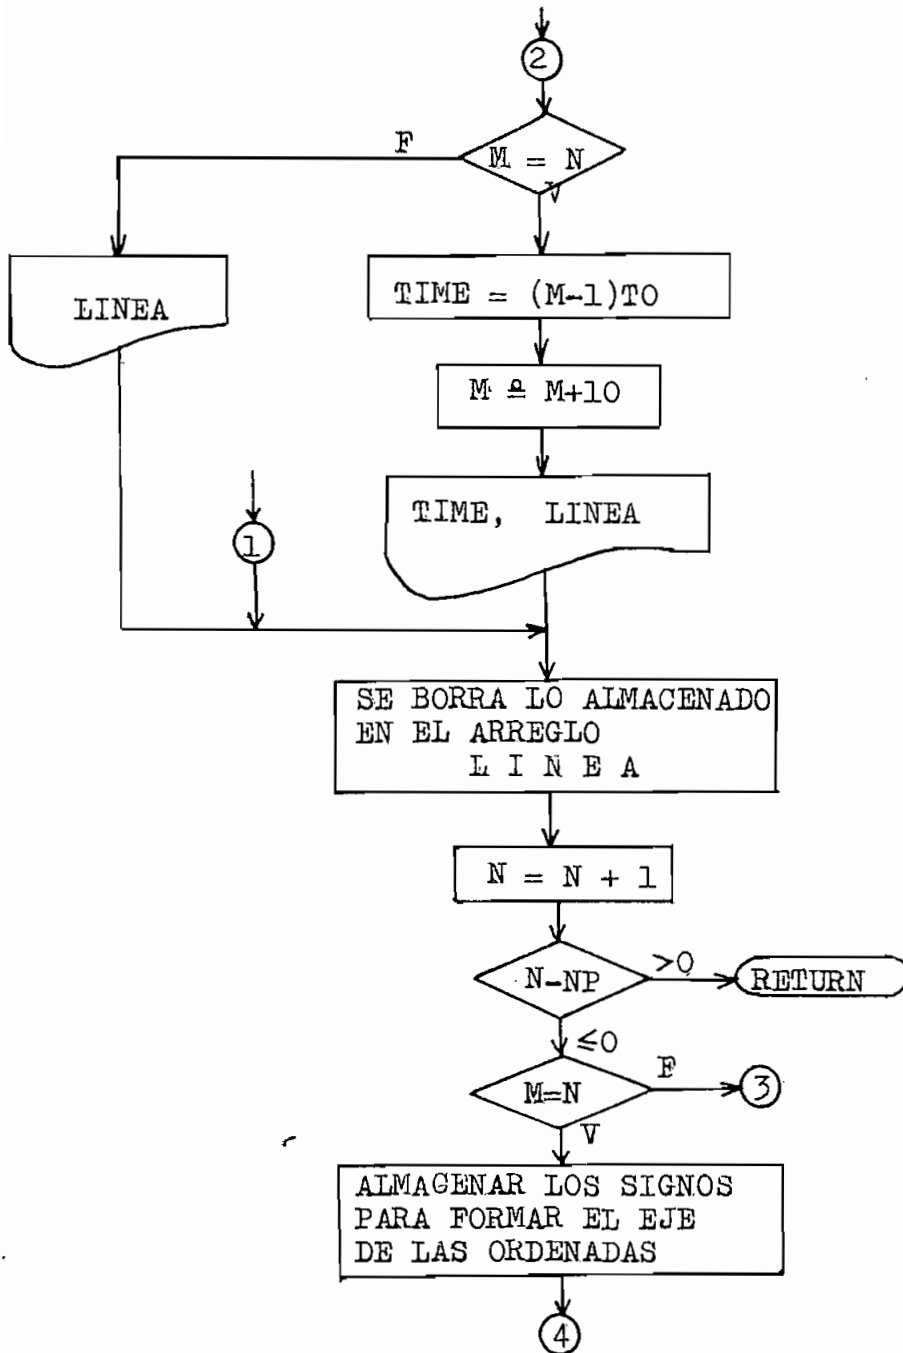 2
F
M = N
V
LINEA
TIME = (M-1)TO
M ≙ M+10
TIME, LINEA
1
SE BORRA LO ALMACENADO
EN EL ARREGLO
L I N E A
N = N + 1
N-NP
>0
RETURN
≤0
M=N
F
3
V
ALMACENAR LOS SIGNOS
PARA FORMAR EL EJE
DE LAS ORDENADAS
4